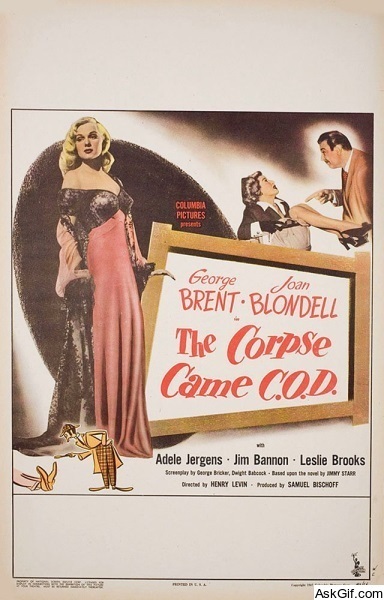 COLUMBIA
PICTURES
presents
George Joan
BRENT · BLONDELL
in
The Corpse
Came C.O.D.
with
Adele Jergens · Jim Bannon · Leslie Brooks
Screenplay by George Bricker, Dwight Babcock - Based upon the novel by JIMMY STARR
Directed by HENRY LEVIN - Produced by SAMUEL BISCHOFF
PRINTED IN U.S.A.
AskGif.com